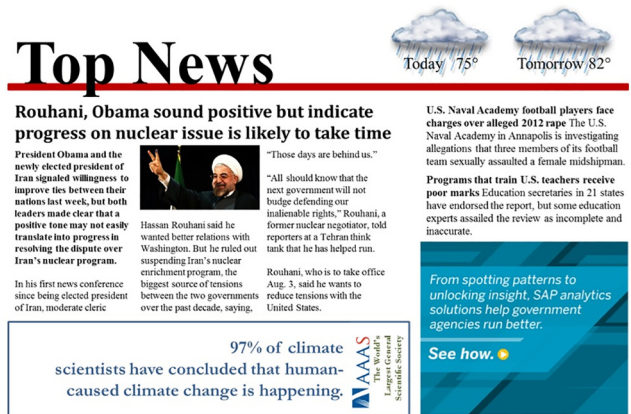 Top News
Today 75°
Tomorrow 82°
Rouhani, Obama sound positive but indicate
progress on nuclear issue is likely to take time
President Obama and the
newly elected president of
Iran signaled willingness to
improve ties between their
nations last week, but both
leaders made clear that a
positive tone may not easily
translate into progress in
resolving the dispute over
Iran's nuclear program.
In his first news conference
since being elected president
of Iran, moderate cleric
Hassan Rouhani said he
wanted better relations with
Washington. But he ruled out
suspending Iran's nuclear
enrichment program, the
biggest source of tensions
between the two governments
over the past decade, saying,
“Those days are behind us.”
“All should know that the
next government will not
budge defending our
inalienable rights,” Rouhani, a
former nuclear negotiator, told
reporters at a Tehran think
tank that he has helped run.
Rouhani, who is to take office
Aug. 3, said he wants to
reduce tensions with the
United States.
U.S. Naval Academy football players face
charges over alleged 2012 rape The U.S.
Naval Academy in Annapolis is investigating
allegations that three members of its football
team sexually assaulted a female midshipman.
Programs that train U.S. teachers receive
poor marks Education secretaries in 21 states
have endorsed the report, but some education
experts assailed the review as incomplete and
inaccurate.
97% of climate
scientists have concluded that human-
caused climate change is happening.
AAAS
The World's
Largest General
Scientific Society
From spotting patterns to
unlocking insight, SAP analytics
solutions help government
agencies run better.
See how.